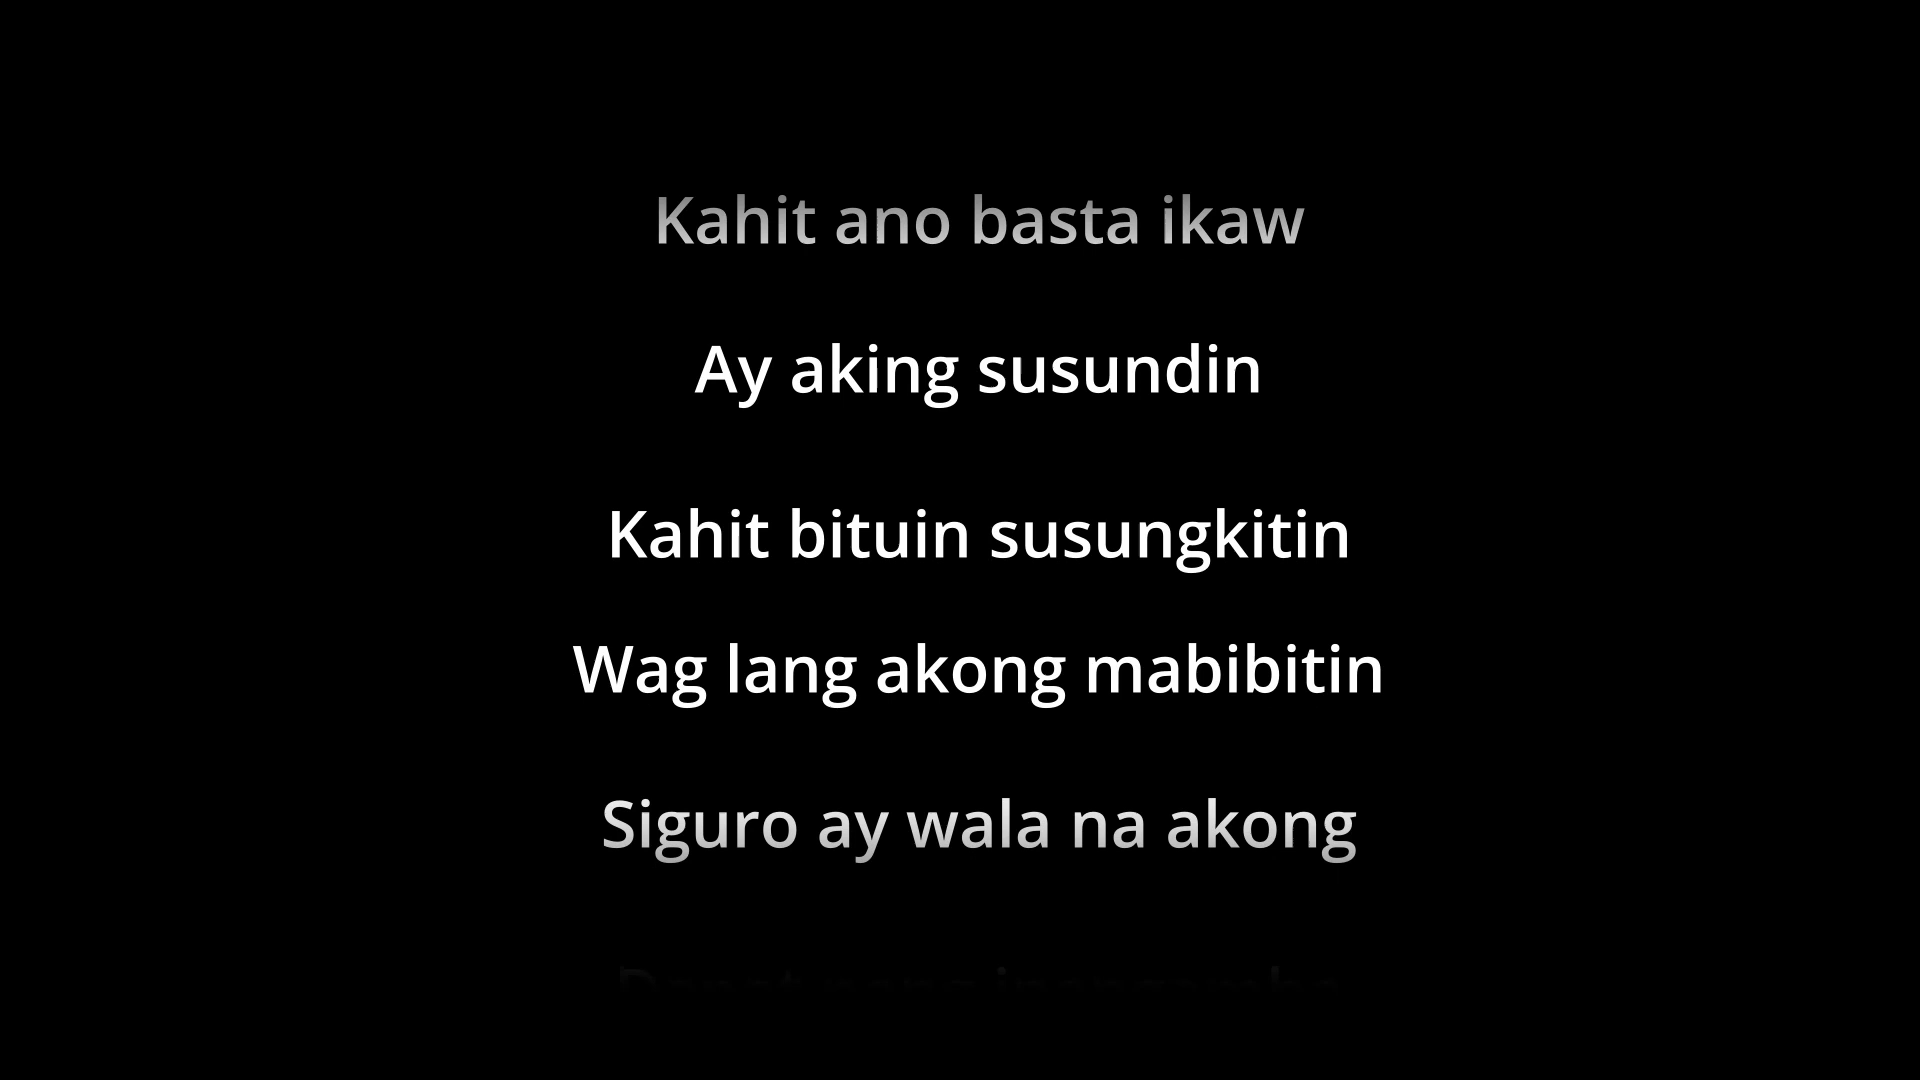 Kahit ano basta ikaw
Ay aking susundin
Kahit bituin susungkitin
Wag lang akong mabibitin
Siguro ay wala na akong